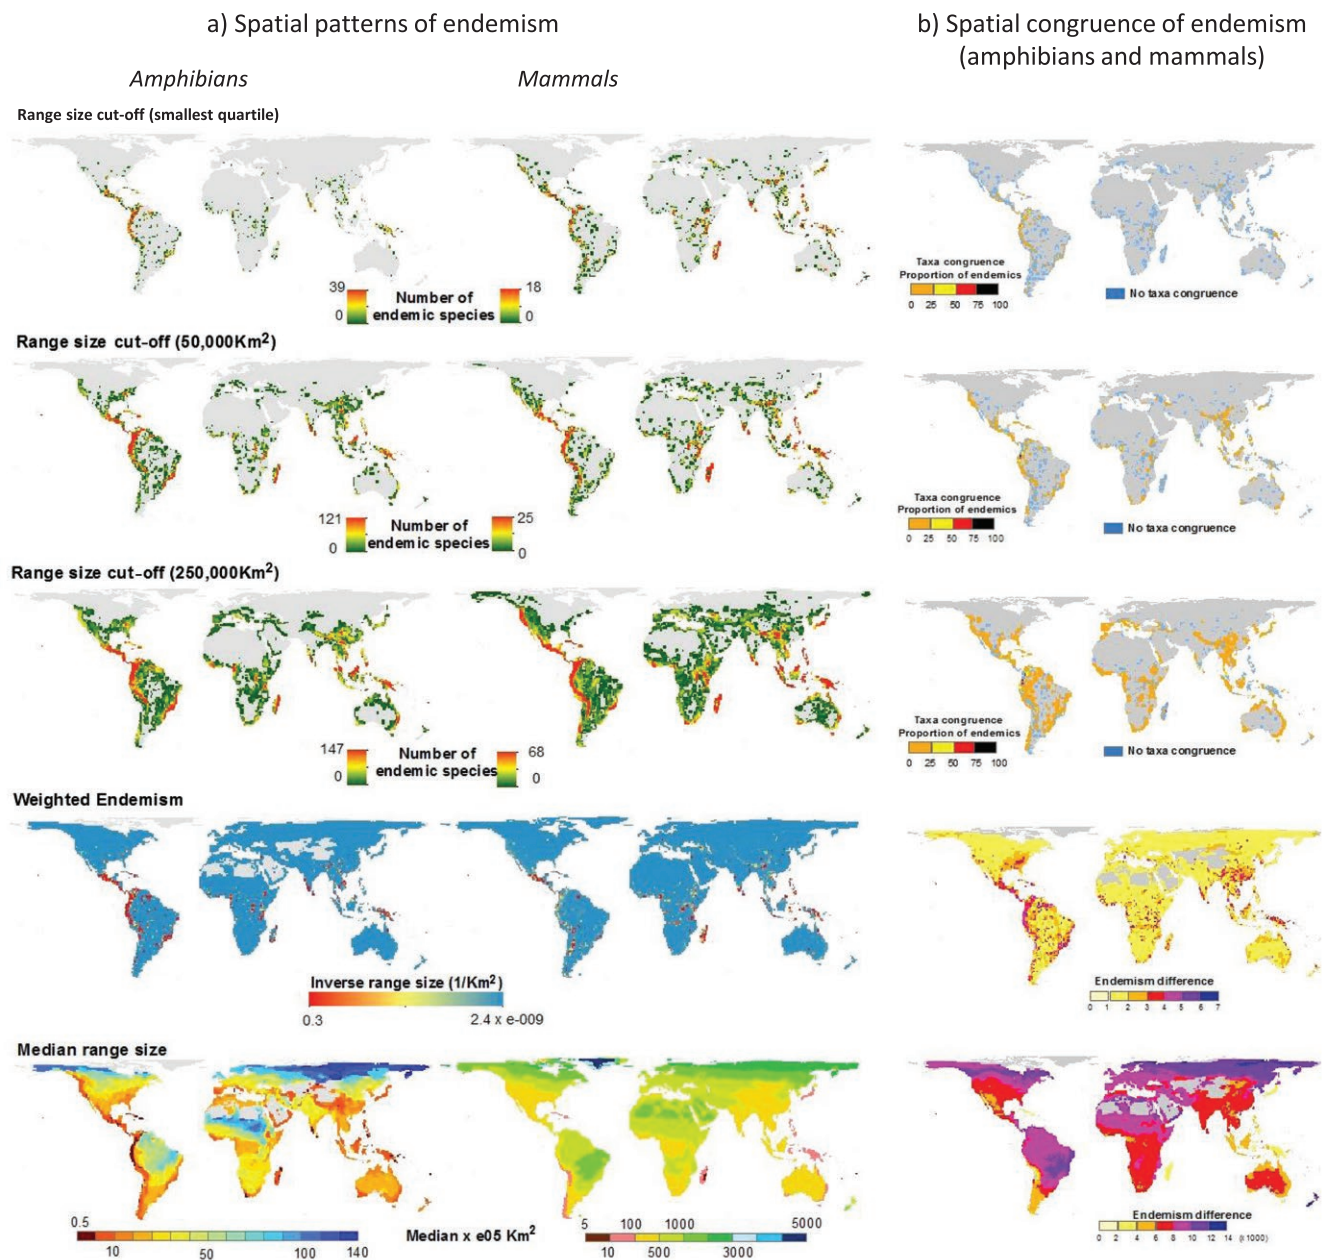 a) Spatial patterns of endemism
b) Spatial congruence of endemism
(amphibians and mammals)
Amphibians
Mammals
Range size cut-off (smallest quartile)
39
0
Number of
endemic species
18
0
Taxa congruence
Proportion of endemics
0 25 50 75 100
No taxa congruence
Range size cut-off (50,000Km²)
121
0
Number of
endemic species
25
0
Taxa congruence
Proportion of endemics
0 25 50 75 100
No taxa congruence
Range size cut-off (250,000Km²)
147
0
Number of
endemic species
68
0
Taxa congruence
Proportion of endemics
0 25 50 75 100
No taxa congruence
Weighted Endemism
Inverse range size (1/Km²)
0.3
2.4 x e-009
Endemism difference
0 1 2 3 4 5 6 7
Median range size
0.5
10 50 100 140
Median x e05 Km²
5 100 1000 5000
10 500 3000
Endemism difference
0 2 4 6 8 10 12 14 (x1000)